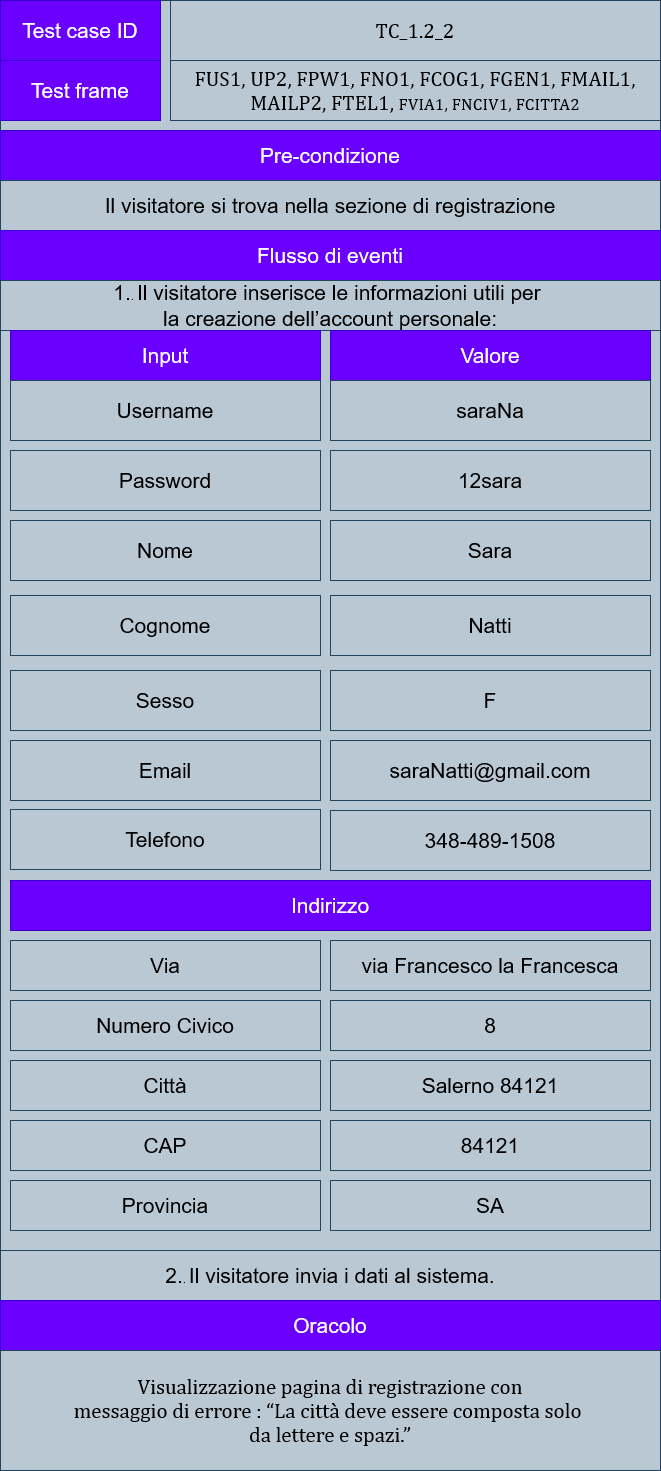 Test case ID
TC_1.2_2
Test frame
FUS1, UP2, FPW1, FNO1, FCOG1, FGEN1, FMAIL1,
MAILP2, FTEL1, FVIA1, FNCIV1, FCITTA2
Pre-condizione
Il visitatore si trova nella sezione di registrazione
Flusso di eventi
1.. Il visitatore inserisce le informazioni utili per
la creazione dell’account personale:
Input
Valore
Username
saraNa
Password
12sara
Nome
Sara
Cognome
Natti
Sesso
F
Email
saraNatti@gmail.com
Telefono
348-489-1508
Indirizzo
Via
via Francesco la Francesca
Numero Civico
8
Città
Salerno 84121
CAP
84121
Provincia
SA
2.. Il visitatore invia i dati al sistema.
Oracolo
Visualizzazione pagina di registrazione con
messaggio di errore : “La città deve essere composta solo
da lettere e spazi.”